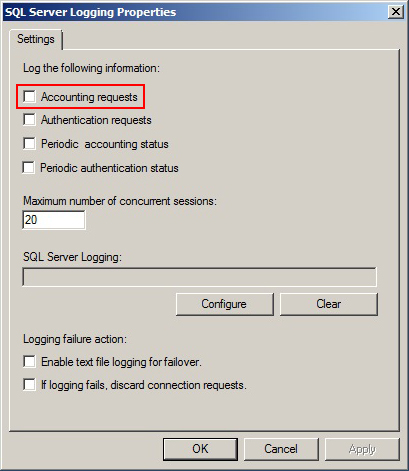 SQL Server Logging Properties
Settings
Log the following information:
Accounting requests
Authentication requests
Periodic accounting status
Periodic authentication status
Maximum number of concurrent sessions:
20
SQL Server Logging:
Configure Clear
Logging failure action:
Enable text file logging for failover.
If logging fails, discard connection requests.
OK Cancel Apply